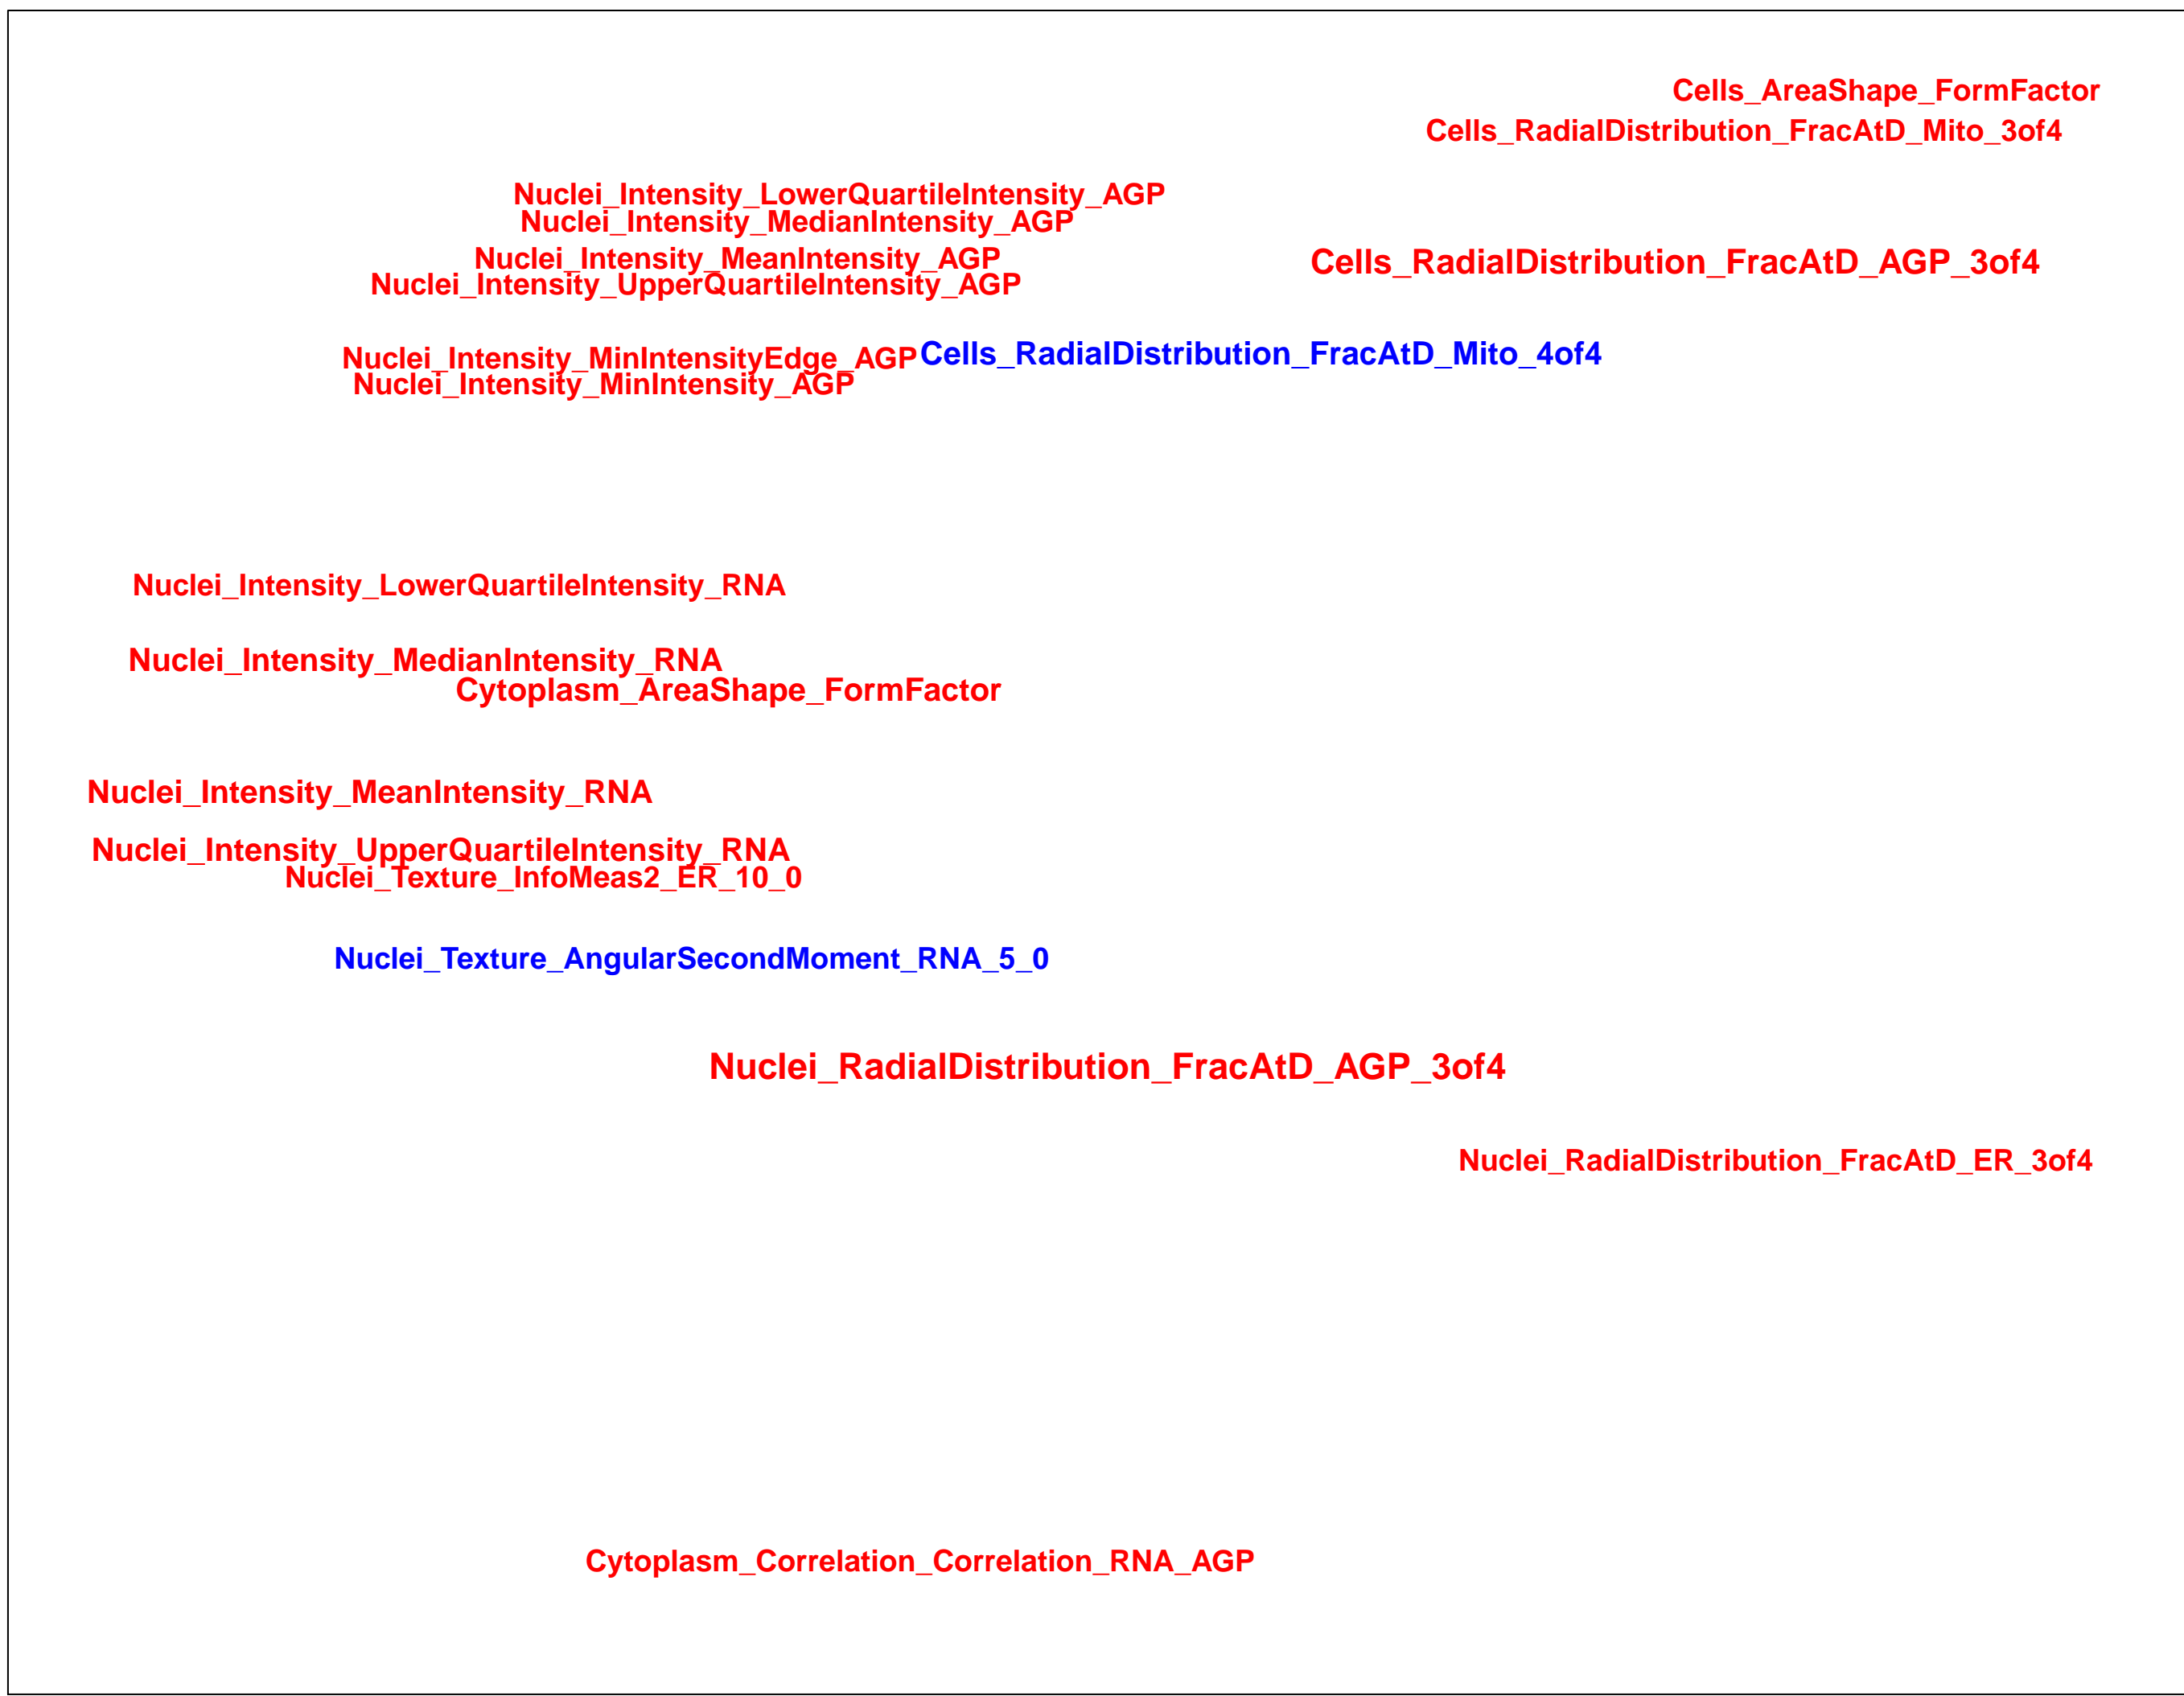 Cells_AreaShape_FormFactor
Cells_RadialDistribution_FracAtD_Mito_3of4
Nuclei_Intensity_LowerQuartileIntensity_AGP
Nuclei_Intensity_MedianIntensity_AGP
Nuclei_Intensity_MeanIntensity_AGP
Cells_RadialDistribution_FracAtD_AGP_3of4
Nuclei_Intensity_UpperQuartileIntensity_AGP
Nuclei_Intensity_MinIntensityEdge_AGP
Cells_RadialDistribution_FracAtD_Mito_4of4
Nuclei_Intensity_MinIntensity_AGP
Nuclei_Intensity_LowerQuartileIntensity_RNA
Nuclei_Intensity_MedianIntensity_RNA
Cytoplasm_AreaShape_FormFactor
Nuclei_Intensity_MeanIntensity_RNA
Nuclei_Intensity_UpperQuartileIntensity_RNA
Nuclei_Texture_InfoMeas2_ER_10_0
Nuclei_Texture_AngularSecondMoment_RNA_5_0
Nuclei_RadialDistribution_FracAtD_AGP_3of4
Nuclei_RadialDistribution_FracAtD_ER_3of4
Cytoplasm_Correlation_Correlation_RNA_AGP